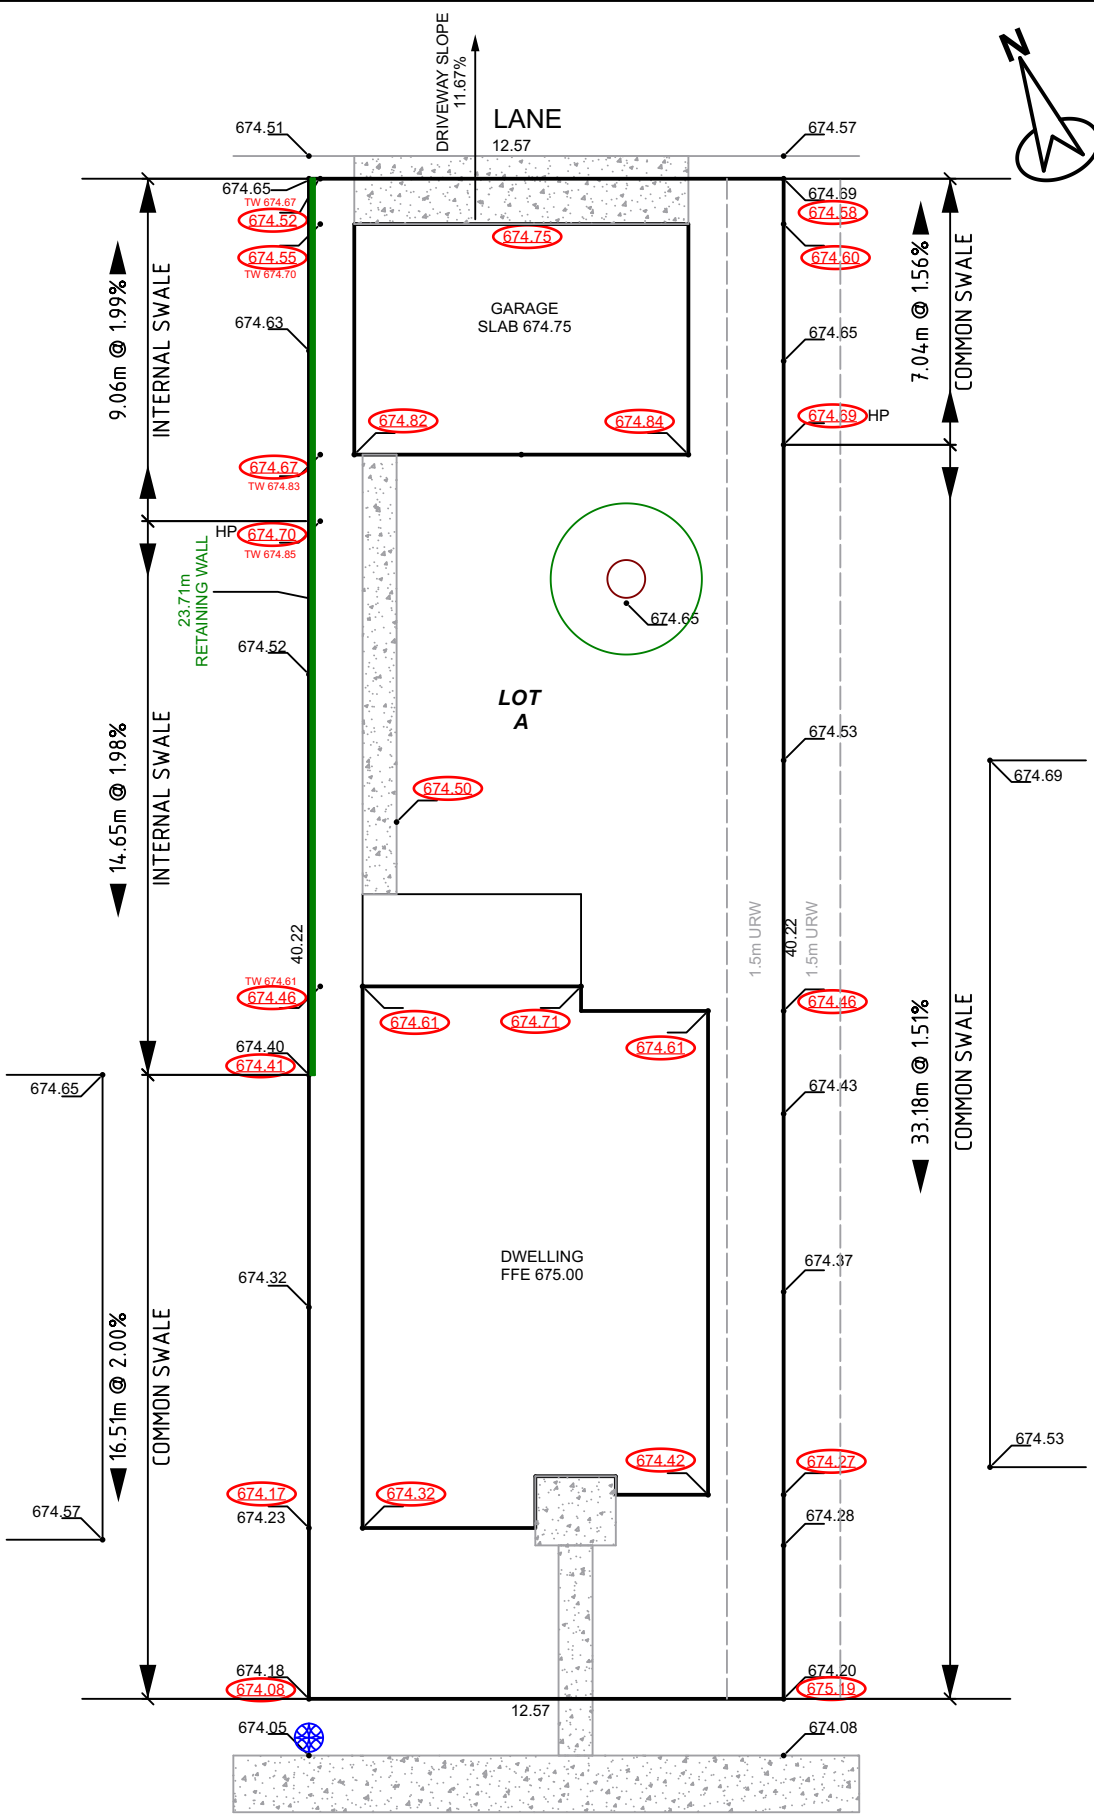 DRIVEWAY SLOPE
11.67%
N
LANE
12.57
674.51
674.57
674.65
TW 674.67
674.52
674.55
TW 674.70
674.63
674.69
674.58
674.60
674.75
GARAGE
SLAB 674.75
674.65
9.06m @ 1.99%
INTERNAL SWALE
7.04m @ 1.56%
COMMON SWALE
674.82
674.84
674.69 HP
674.67
TW 674.83
HP 674.70
TW 674.85
23.71m
RETAINING WALL
674.52
674.65
LOT
A
674.53
674.69
674.50
14.65m @ 1.98%
INTERNAL SWALE
40.22
1.5m URW
40.22
1.5m URW
TW 674.61
674.46
674.61
674.71
674.61
674.46
674.40
674.41
674.65
674.43
33.18m @ 1.51%
COMMON SWALE
DWELLING
FFE 675.00
674.32
674.37
16.51m @ 2.00%
COMMON SWALE
674.53
674.42
674.27
674.17
674.23
674.32
674.57
674.28
674.18
674.08
674.20
675.19
12.57
674.05
674.08